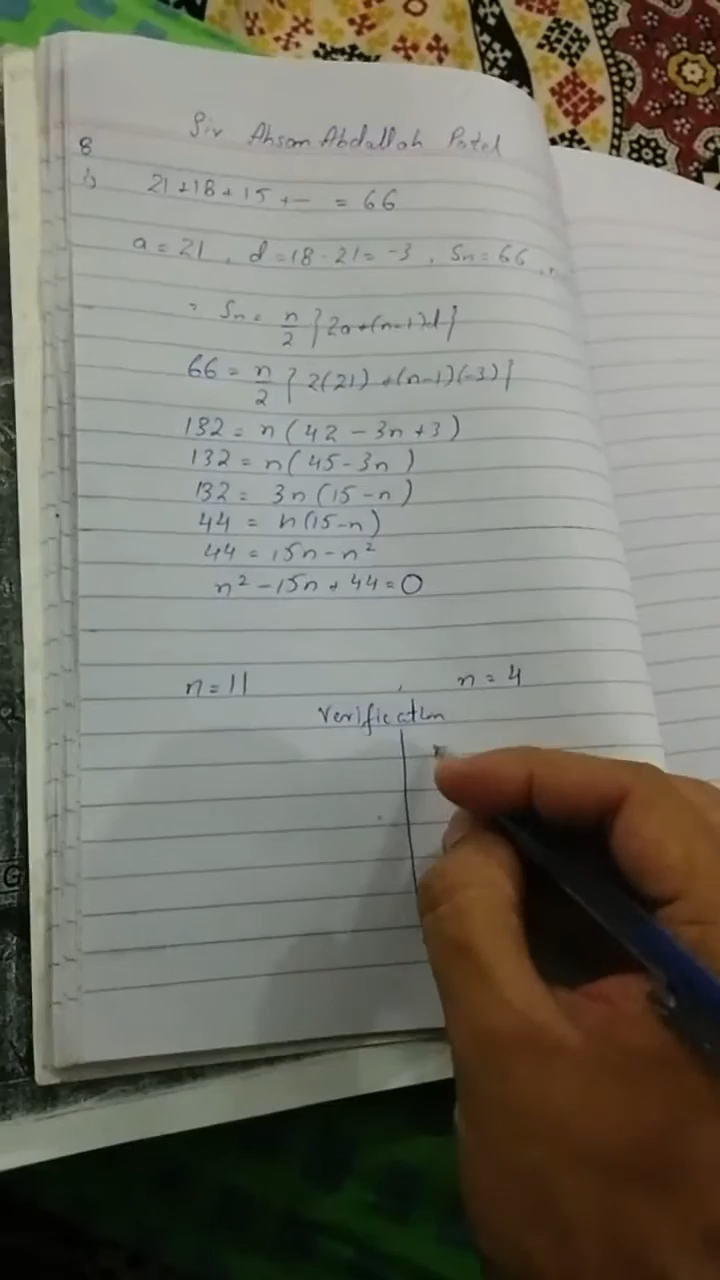 Sir Ahsan Abdallah Patel
8
i) 21+18+15+--- = 66
a = 21 , d = 18 - 21 = -3 , Sn = 66
Sn = n/2 {2a+(n-1)d}
66 = n/2 {2(21) + (n-1)(-3)}
132 = n( 42 - 3n + 3 )
132 = n( 45 - 3n )
132 = 3n (15 - n )
44 = n(15-n)
44 = 15n - n²
n² - 15n + 44 = 0
n = 11 , n = 4
Verification
G